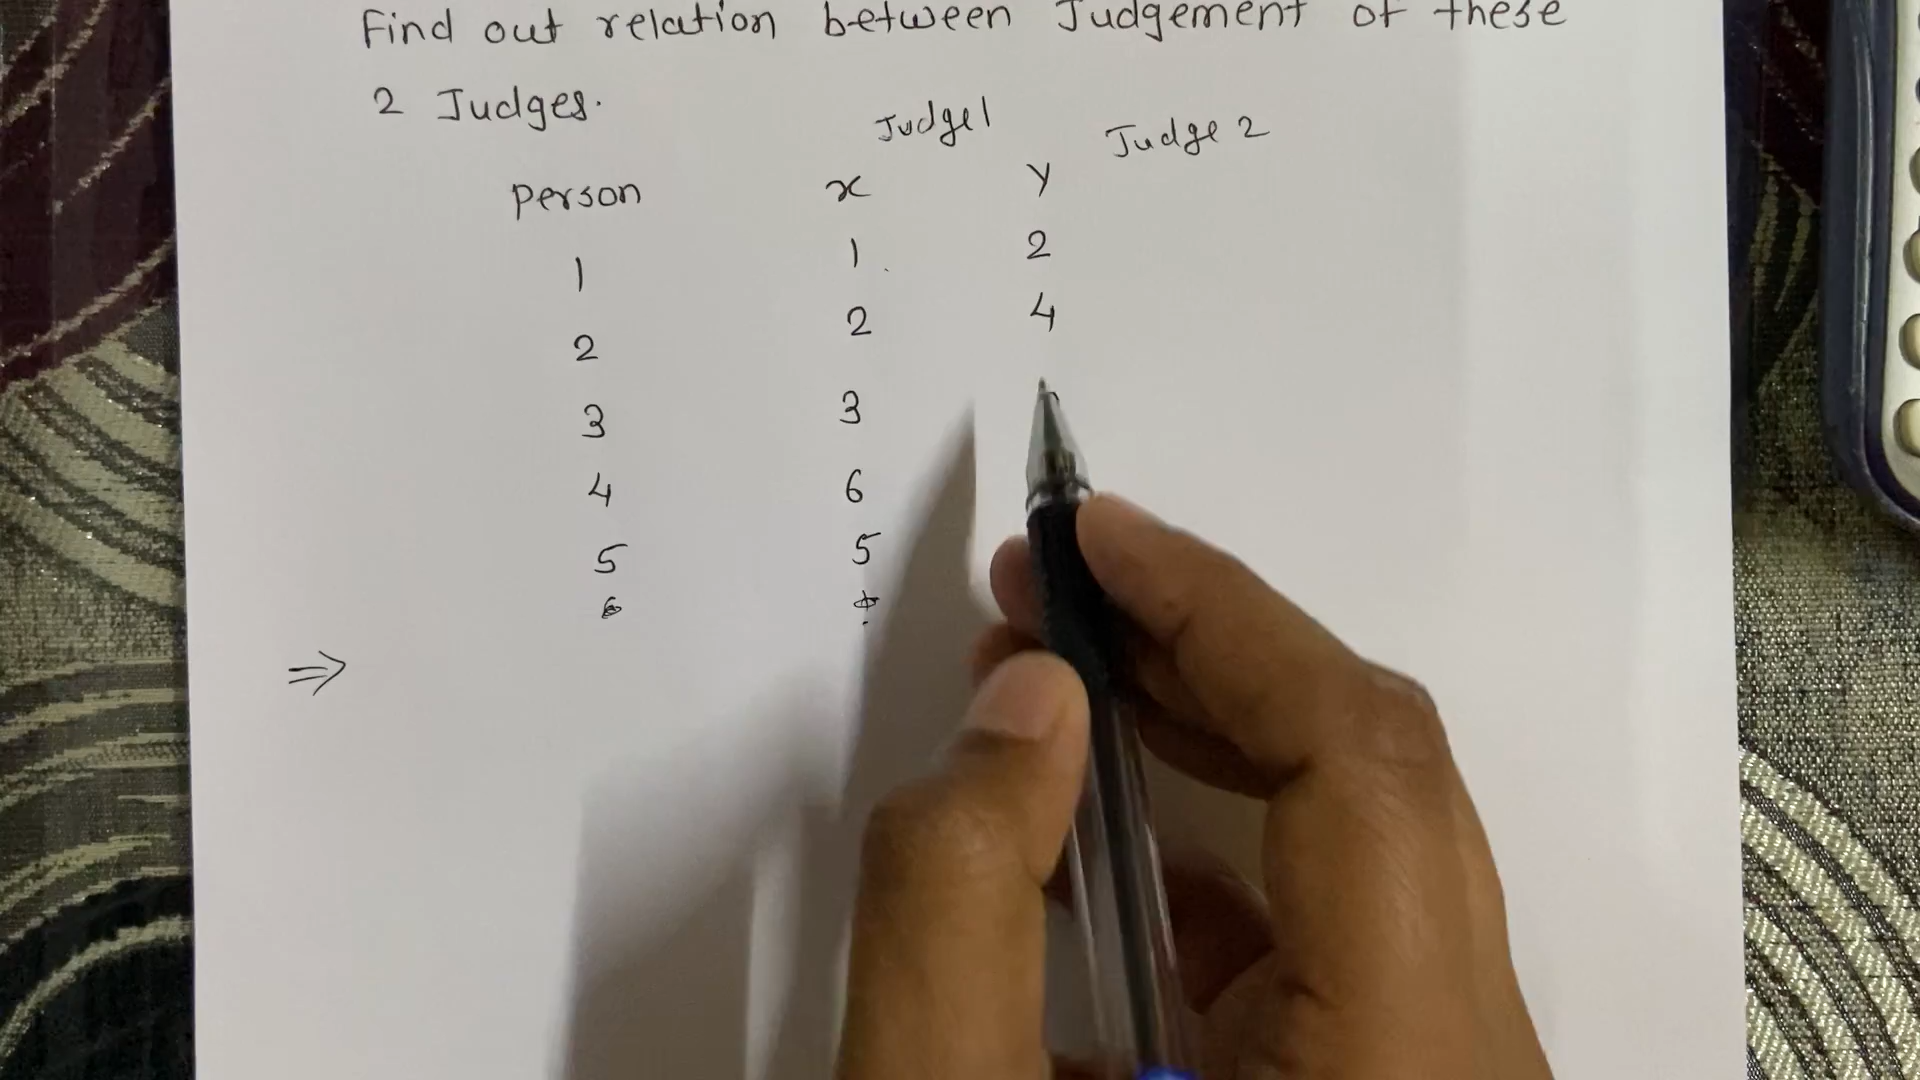 Find out relation between Judgement of these
2 Judges.
Judge1 Judge 2
person x y
1 1 2
2 2 4
3 3
4 6
5 5
6